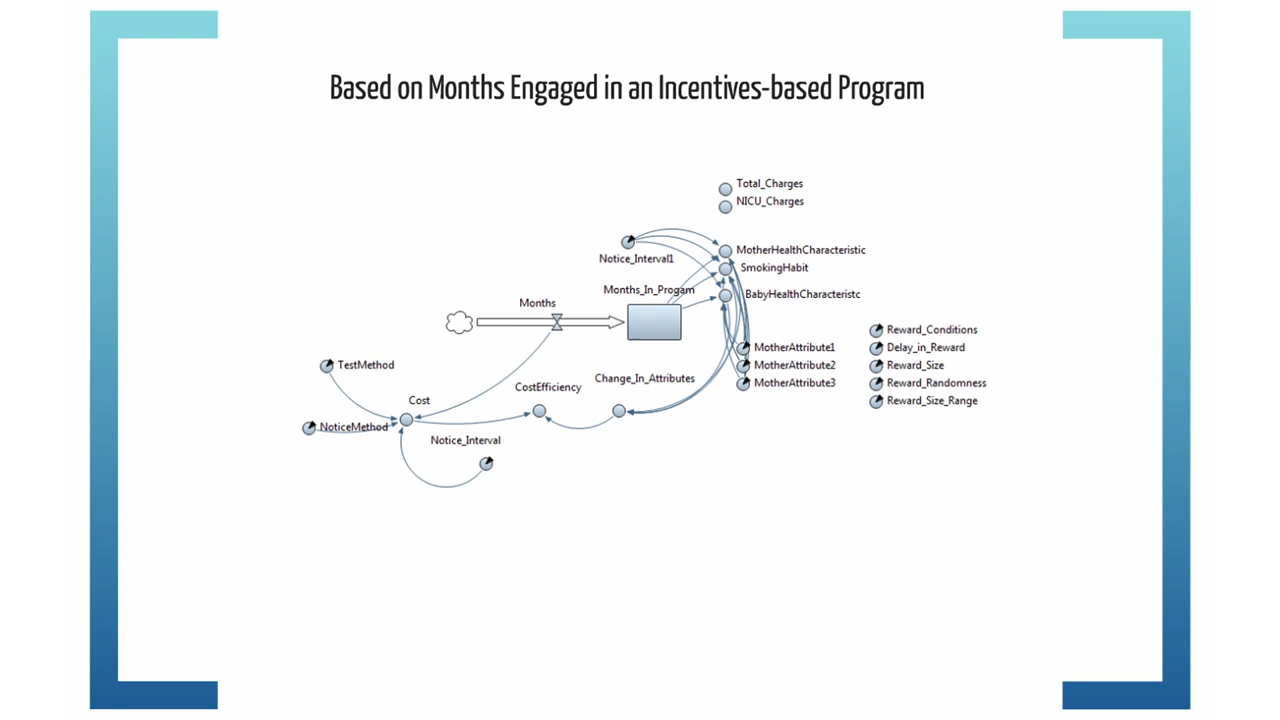 Based on Months Engaged in an Incentives-based Program
Total_Charges
NICU_Charges
MotherHealthCharacteristic
Notice_Interval1
SmokingHabit
Months_In_Progam
BabyHealthCharacteristc
Months
Reward_Conditions
MotherAttribute1
Delay_in_Reward
TestMethod
MotherAttribute2
Reward_Size
Change_In_Attributes
MotherAttribute3
Reward_Randomness
CostEfficiency
Cost
Reward_Size_Range
NoticeMethod
Notice_Interval